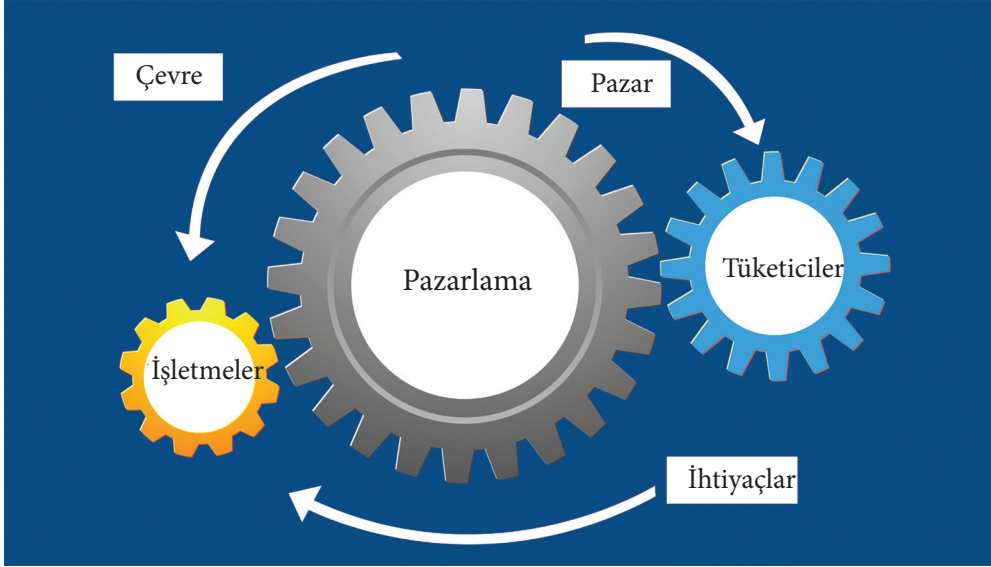 Çevre
Pazar
Pazarlama
Tüketiciler
İşletmeler
İhtiyaçlar